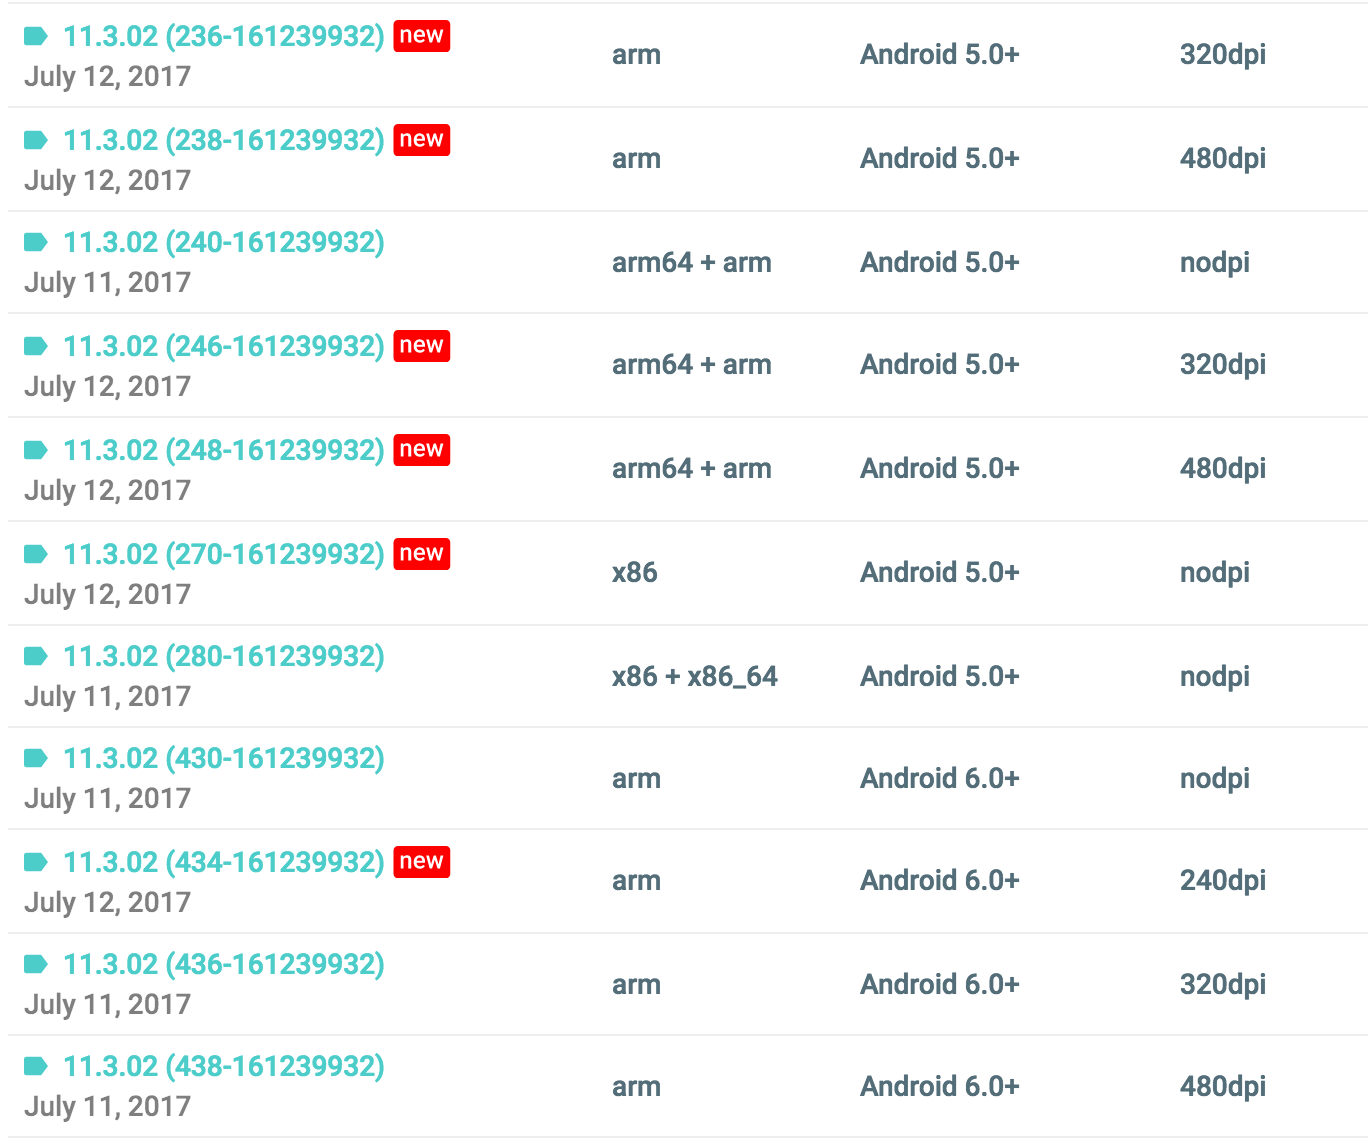 11.3.02 (236-161239932) new
July 12, 2017
arm
Android 5.0+
320dpi
11.3.02 (238-161239932) new
July 12, 2017
arm
Android 5.0+
480dpi
11.3.02 (240-161239932)
July 11, 2017
arm64 + arm
Android 5.0+
nodpi
11.3.02 (246-161239932) new
July 12, 2017
arm64 + arm
Android 5.0+
320dpi
11.3.02 (248-161239932) new
July 12, 2017
arm64 + arm
Android 5.0+
480dpi
11.3.02 (270-161239932) new
July 12, 2017
x86
Android 5.0+
nodpi
11.3.02 (280-161239932)
July 11, 2017
x86 + x86_64
Android 5.0+
nodpi
11.3.02 (430-161239932)
July 11, 2017
arm
Android 6.0+
nodpi
11.3.02 (434-161239932) new
July 12, 2017
arm
Android 6.0+
240dpi
11.3.02 (436-161239932)
July 11, 2017
arm
Android 6.0+
320dpi
11.3.02 (438-161239932)
July 11, 2017
arm
Android 6.0+
480dpi